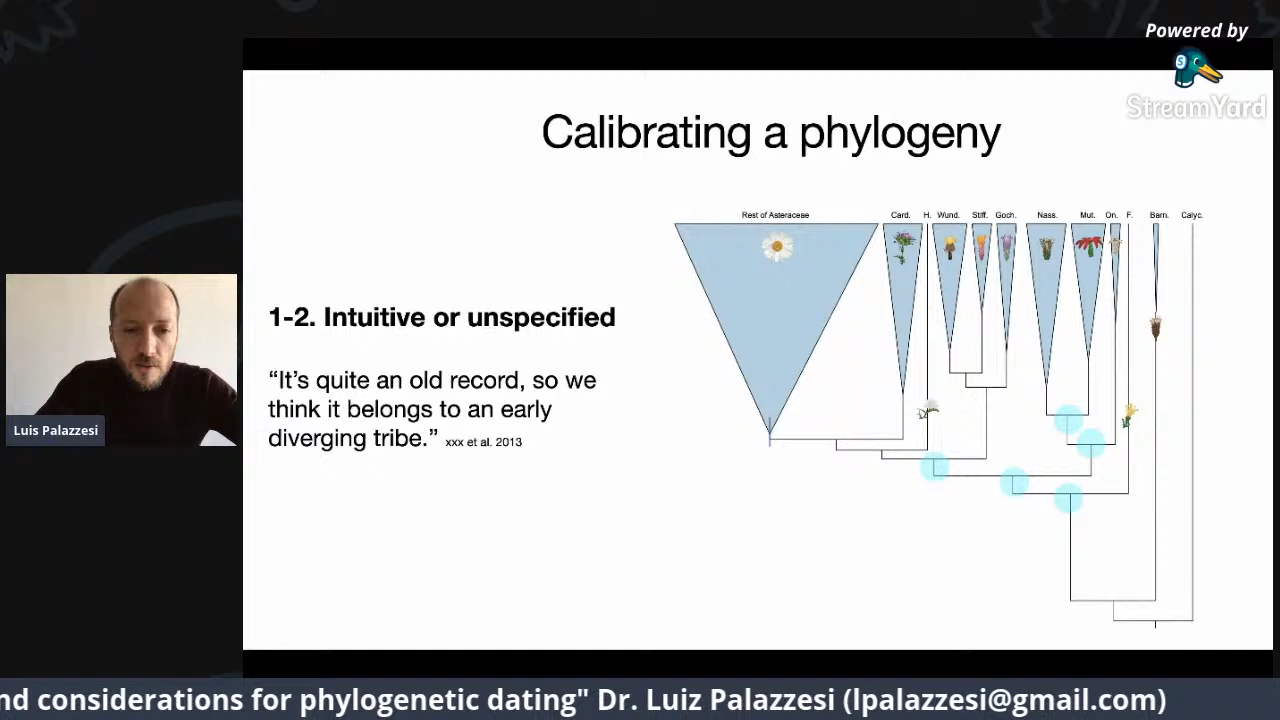 Powered by
StreamYard
Calibrating a phylogeny
Rest of Asteraceae Card. H. Wund. Stiff. Goch. Nass. Mut. On. F. Barn. Calyc.
1-2. Intuitive or unspecified
“It’s quite an old record, so we
think it belongs to an early
diverging tribe.” xxx et al. 2013
Luis Palazzesi
nd considerations for phylogenetic dating" Dr. Luiz Palazzesi (lpalazzesi@gmail.com)